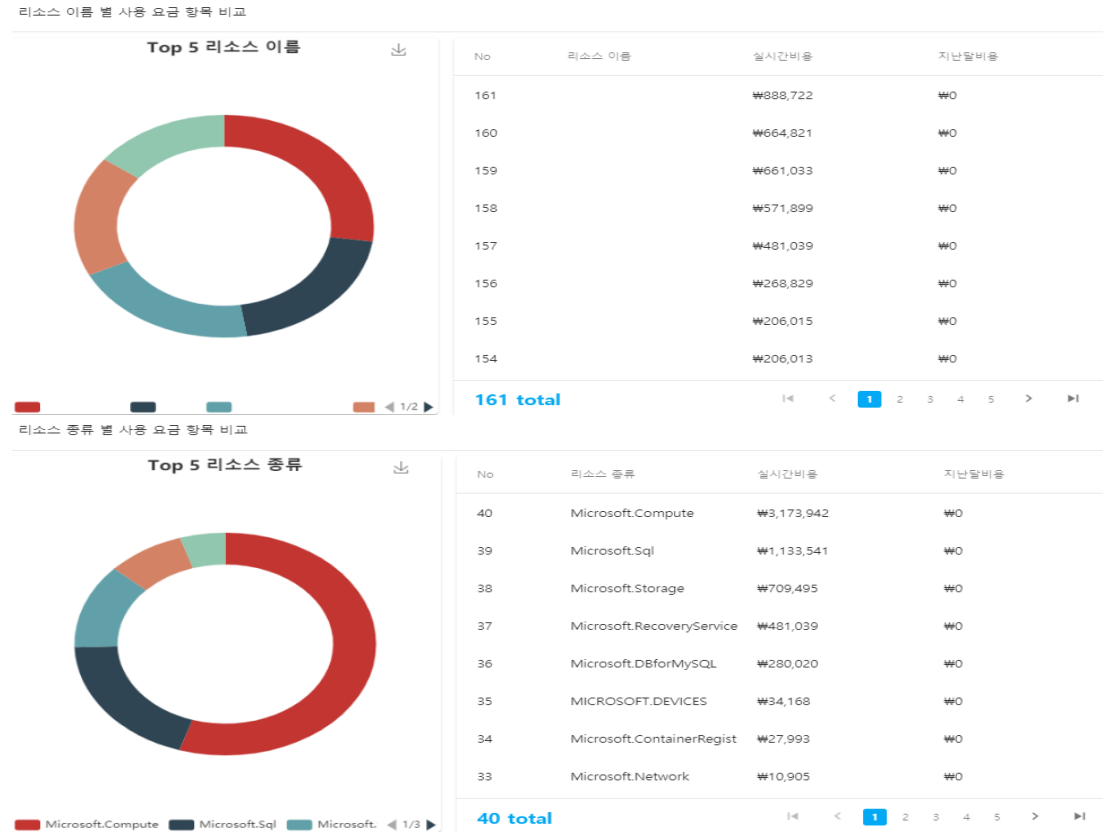 리소스 이름 별 사용 요금 항목 비교
Top 5 리소스 이름
No 리소스 이름 실시간비용 지난달비용
161 ₩888,722 ₩0
160 ₩664,821 ₩0
159 ₩661,033 ₩0
158 ₩571,899 ₩0
157 ₩481,039 ₩0
156 ₩268,829 ₩0
155 ₩206,015 ₩0
154 ₩206,013 ₩0
1/2
161 total 1 2 3 4 5
리소스 종류 별 사용 요금 항목 비교
Top 5 리소스 종류
No 리소스 종류 실시간비용 지난달비용
40 Microsoft.Compute ₩3,173,942 ₩0
39 Microsoft.Sql ₩1,133,541 ₩0
38 Microsoft.Storage ₩709,495 ₩0
37 Microsoft.RecoveryService ₩481,039 ₩0
36 Microsoft.DBforMySQL ₩280,020 ₩0
35 MICROSOFT.DEVICES ₩34,168 ₩0
34 Microsoft.ContainerRegist ₩27,993 ₩0
33 Microsoft.Network ₩10,905 ₩0
Microsoft.Compute Microsoft.Sql Microsoft. 1/3
40 total 1 2 3 4 5